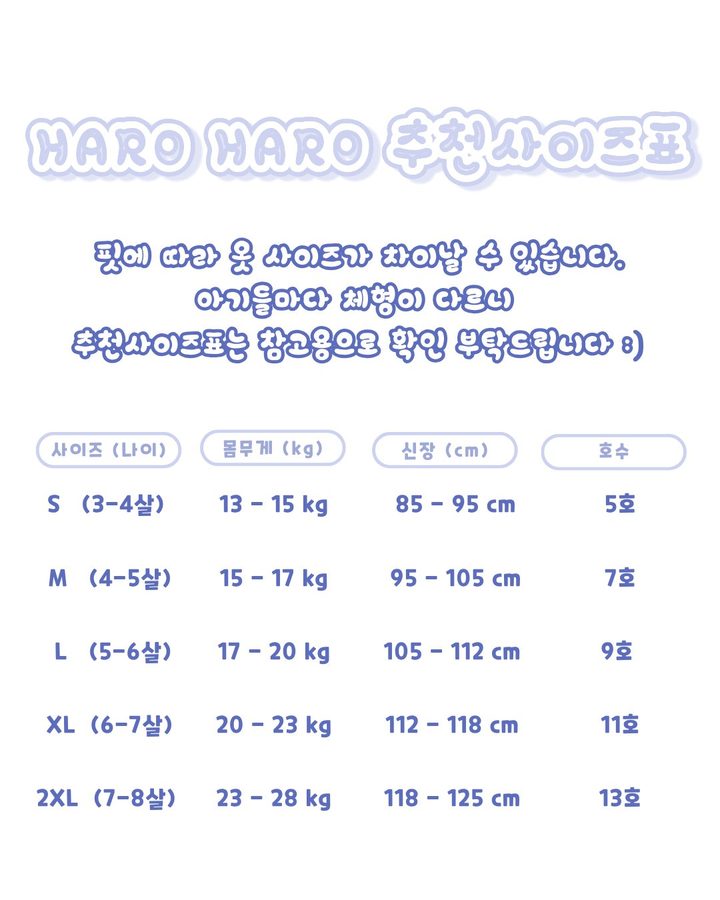 HARO HARO 추천사이즈표
핏에 따라 옷 사이즈가 차이날 수 있습니다.
아기들마다 체형이 다르니
추천사이즈표는 참고용으로 확인 부탁드립니다 :)
사이즈 (나이) 몸무게 (kg) 신장 (cm) 호수
S (3-4살) 13 - 15 kg 85 - 95 cm 5호
M (4-5살) 15 - 17 kg 95 - 105 cm 7호
L (5-6살) 17 - 20 kg 105 - 112 cm 9호
XL (6-7살) 20 - 23 kg 112 - 118 cm 11호
2XL (7-8살) 23 - 28 kg 118 - 125 cm 13호